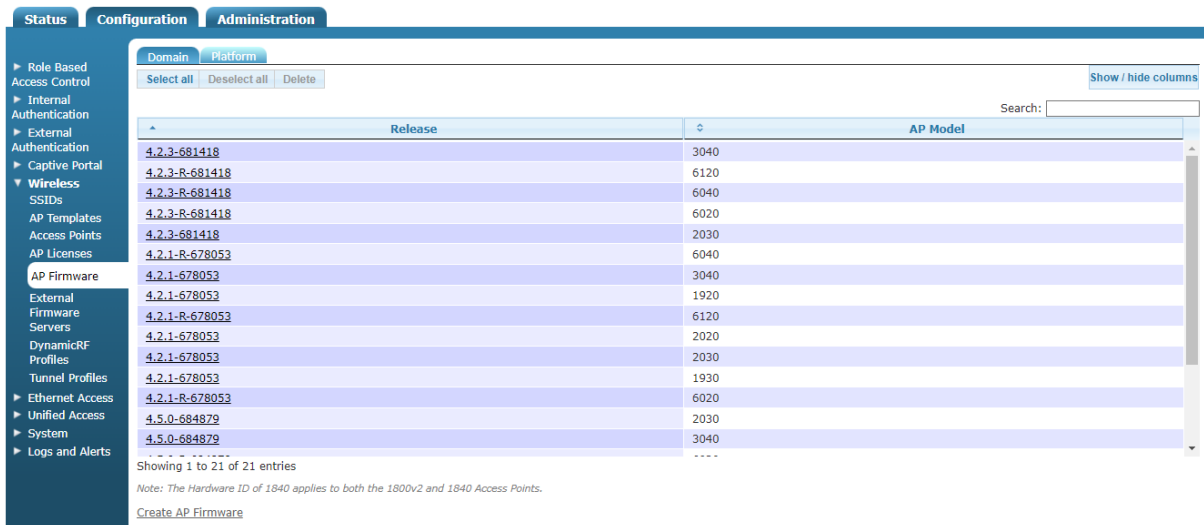 Status Configuration Administration
Domain Platform
Select all Deselect all Delete
Show / hide columns
Search:
Role Based
Access Control
Internal
Authentication
External
Authentication
Captive Portal
Wireless
SSIDs
AP Templates
Access Points
AP Licenses
AP Firmware
External
Firmware
Servers
DynamicRF
Profiles
Tunnel Profiles
Ethernet Access
Unified Access
System
Logs and Alerts
Release AP Model
4.2.3-681418 3040
4.2.3-R-681418 6120
4.2.3-R-681418 6040
4.2.3-R-681418 6020
4.2.3-681418 2030
4.2.1-R-678053 6040
4.2.1-678053 3040
4.2.1-678053 1920
4.2.1-R-678053 6120
4.2.1-678053 2020
4.2.1-678053 2030
4.2.1-678053 1930
4.2.1-R-678053 6020
4.5.0-684879 2030
4.5.0-684879 3040
Showing 1 to 21 of 21 entries
Note: The Hardware ID of 1840 applies to both the 1800v2 and 1840 Access Points.
Create AP Firmware